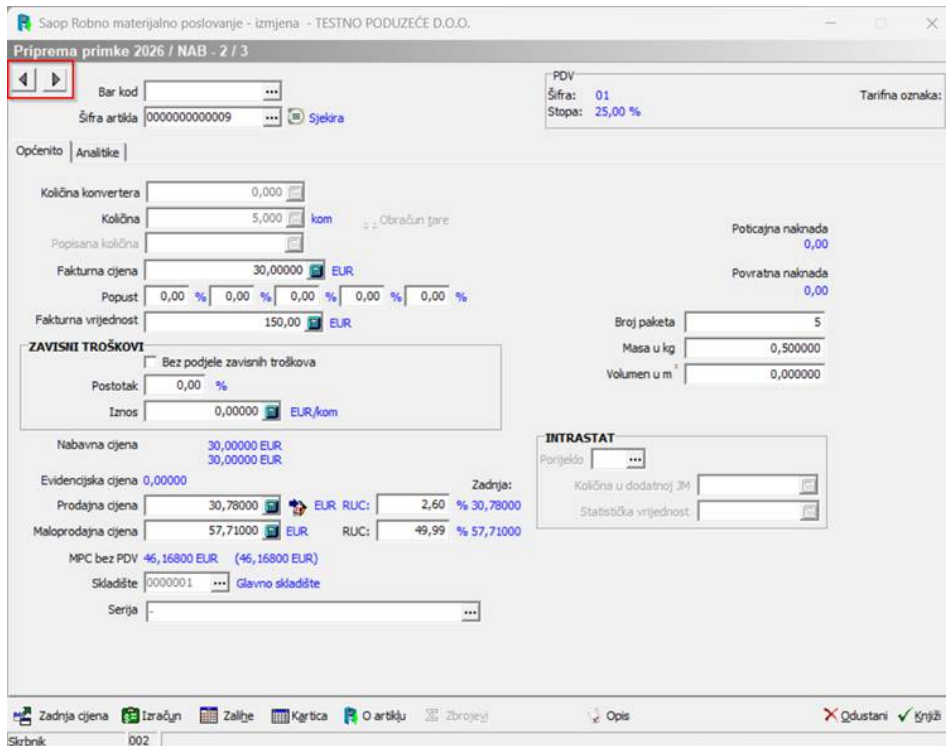 Saop Robno materijalno poslovanje - izmjena - TESTNO PODUZEĆE D.O.O.
Priprema primke 2026 / NAB - 2 / 3
Bar kod
Šifra artikla 0000000000009 Sjekira
PDV
Šifra: 01 Tarifna oznaka:
Stopa: 25,00 %
Općenito Analitike
Količina konvertera 0,000
Količina 5,000 kom Obračun tare
Popisana količina
Fakturna cijena 30,00000 EUR
Popust 0,00 % 0,00 % 0,00 % 0,00 % 0,00 %
Fakturna vrijednost 150,00 EUR
Poticajna naknada
0,00
Povratna naknada
0,00
Broj paketa 5
Masa u kg 0,500000
Volumen u m³ 0,000000
ZAVISNI TROŠKOVI
Bez podjele zavisnih troškova
Postotak 0,00 %
Iznos 0,00000 EUR/kom
Nabavna cijena 30,00000 EUR
30,00000 EUR
Evidencijska cijena 0,00000 Zadnja:
Prodajna cijena 30,78000 EUR RUC: 2,60 % 30,78000
Maloprodajna cijena 57,71000 EUR RUC: 49,99 % 57,71000
MPC bez PDV 46,16800 EUR (46,16800 EUR)
Skladište 0000001 Glavno skladište
Serija -
INTRASTAT
Porijeklo
Količina u dodatnoj JM
Statistička vrijednost
Zadnja cijena Izračun Zalihe Kartica O artiklu Zbrojevi Opis Odustani Knjiži
Skrbnik 002